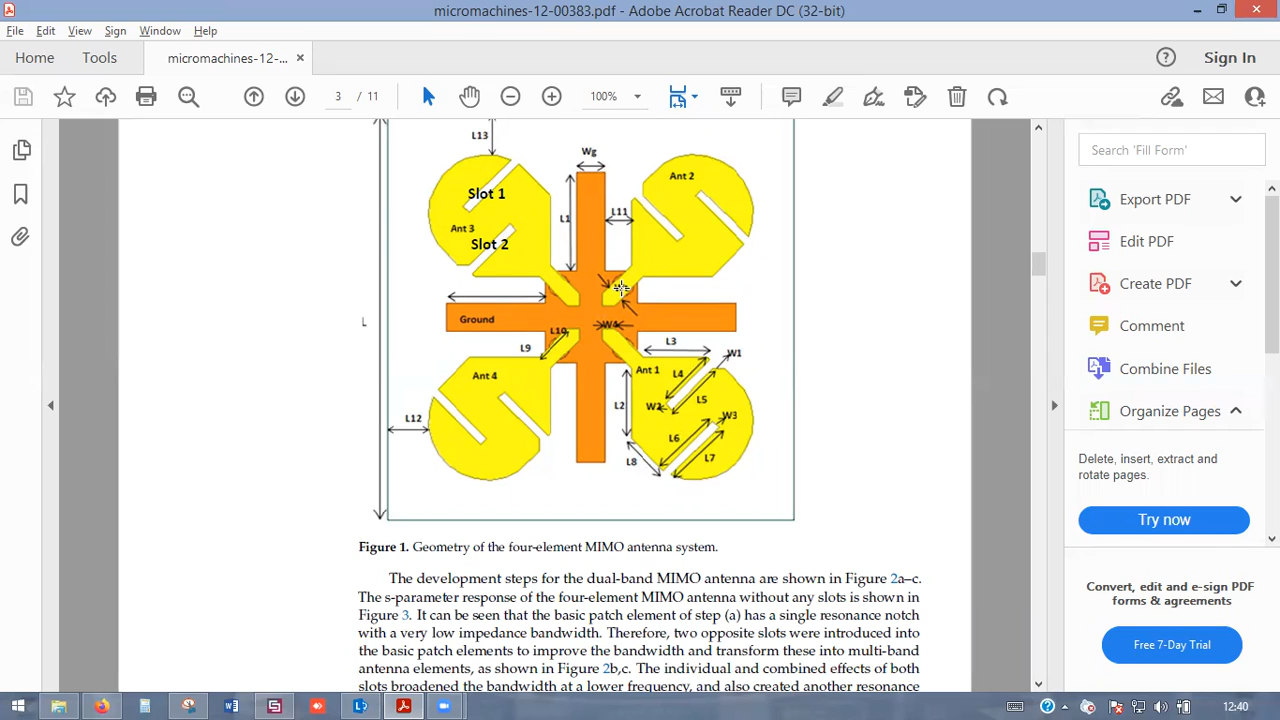 micromachines-12-00383.pdf - Adobe Acrobat Reader DC (32-bit)
File Edit View Sign Window Help
Home Tools micromachines-12-... × Sign In
3 / 11 100%
L13
Wg
Slot 1
Ant 2
L1
L11
Ant 3
Slot 2
L
Ground
L10
W4
L9
L3
W1
Ant 4
Ant 1
L4
L5
L2
W2
W3
L12
L6
L7
L8
Figure 1. Geometry of the four-element MIMO antenna system.
The development steps for the dual-band MIMO antenna are shown in Figure 2a–c.
The s-parameter response of the four-element MIMO antenna without any slots is shown in
Figure 3. It can be seen that the basic patch element of step (a) has a single resonance notch
with a very low impedance bandwidth. Therefore, two opposite slots were introduced into
the basic patch elements to improve the bandwidth and transform these into multi-band
antenna elements, as shown in Figure 2b,c. The individual and combined effects of both
slots broadened the bandwidth at a lower frequency, and also created another resonance
Search 'Fill Form'
Export PDF
Edit PDF
Create PDF
Comment
Combine Files
Organize Pages
Delete, insert, extract and
rotate pages.
Try now
Convert, edit and e-sign PDF
forms & agreements
Free 7-Day Trial
12:40